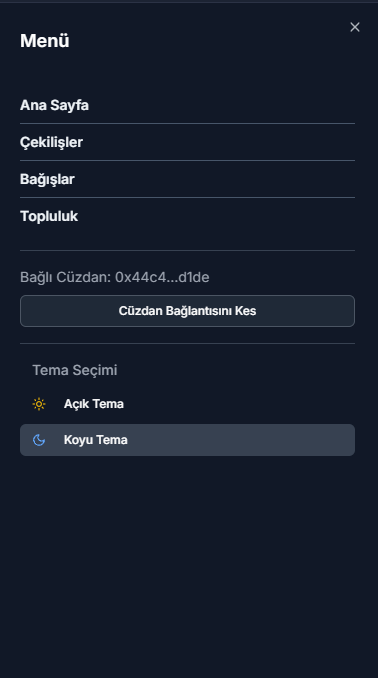 Menü
Ana Sayfa
Çekilişler
Bağışlar
Topluluk
Bağlı Cüzdan: 0x44c4...d1de
Cüzdan Bağlantısını Kes
Tema Seçimi
Açık Tema
Koyu Tema